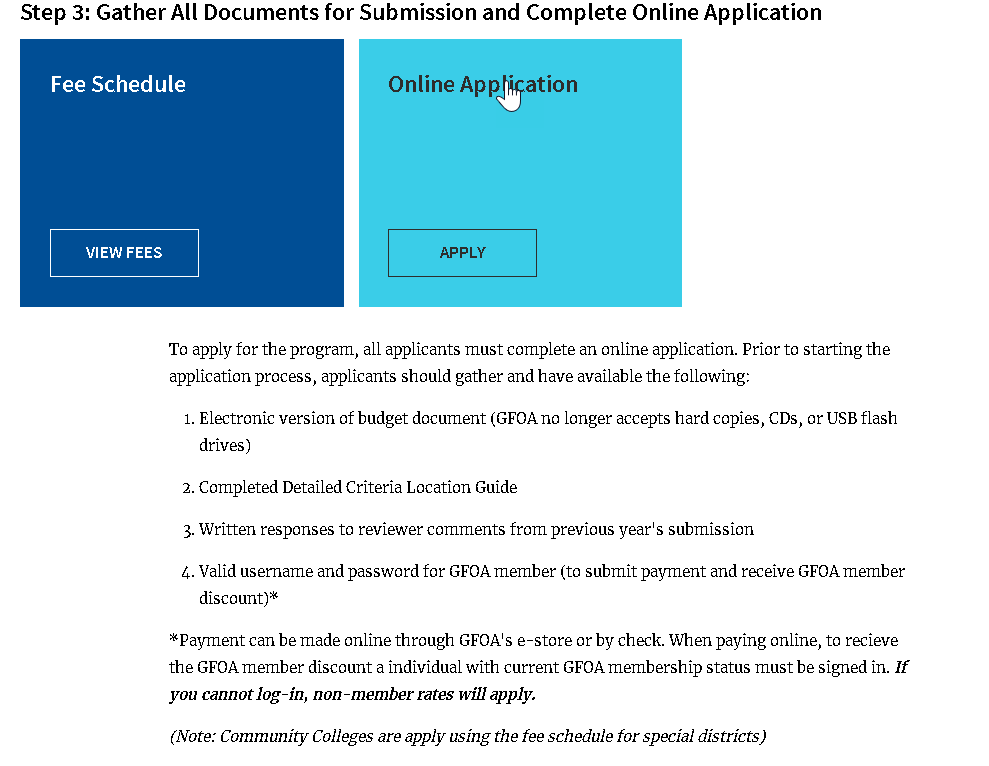 Step 3: Gather All Documents for Submission and Complete Online Application
Fee Schedule
Online Application
VIEW FEES
APPLY
To apply for the program, all applicants must complete an online application. Prior to starting the
application process, applicants should gather and have available the following:
1. Electronic version of budget document (GFOA no longer accepts hard copies, CDs, or USB flash
drives)
2. Completed Detailed Criteria Location Guide
3. Written responses to reviewer comments from previous year's submission
4. Valid username and password for GFOA member (to submit payment and receive GFOA member
discount)*
*Payment can be made online through GFOA's e-store or by check. When paying online, to recieve
the GFOA member discount a individual with current GFOA membership status must be signed in. If
you cannot log-in, non-member rates will apply.
(Note: Community Colleges are apply using the fee schedule for special districts)